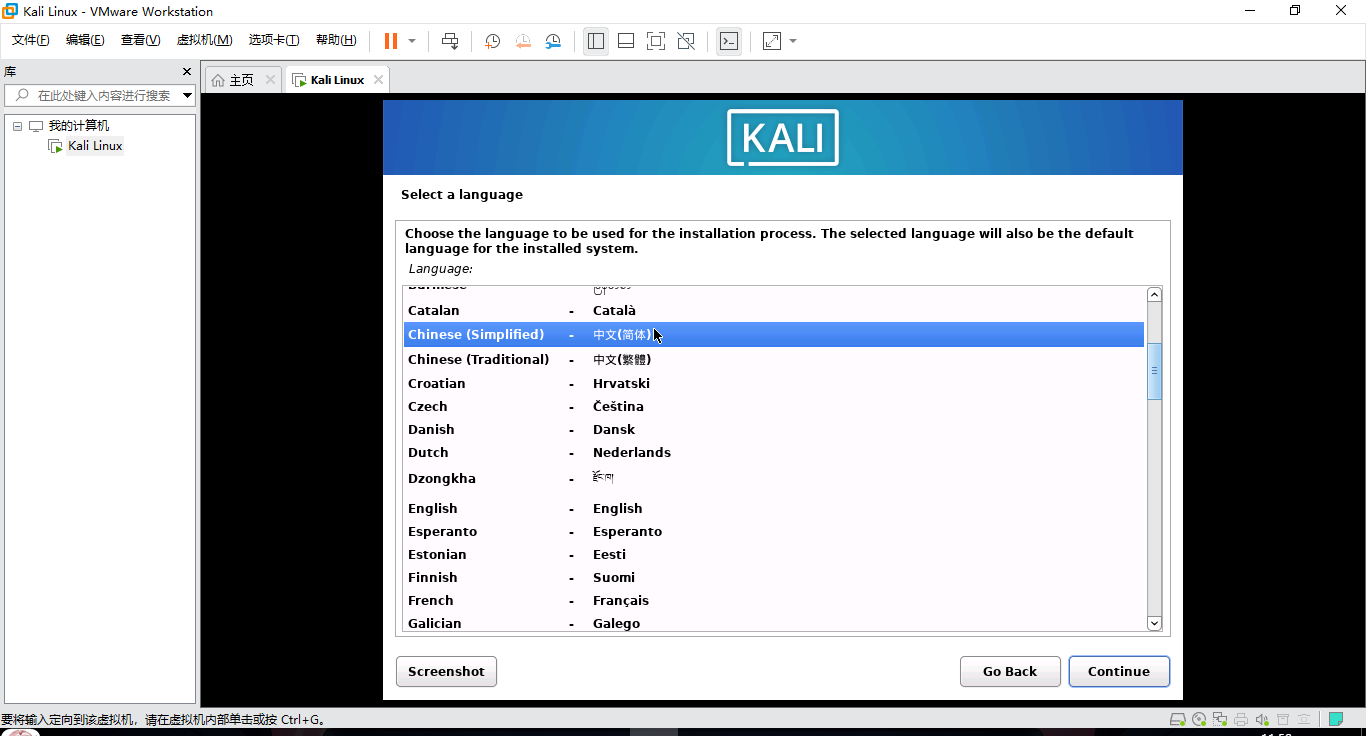 Kali Linux - VMware Workstation
文件(F) 编辑(E) 查看(V) 虚拟机(M) 选项卡(T) 帮助(H)
库
在此处键入内容进行搜索
我的计算机
Kali Linux
主页
Kali Linux
KALI
Select a language
Choose the language to be used for the installation process. The selected language will also be the default
language for the installed system.
Language:
Catalan - Català
Chinese (Simplified) - 中文(简体)
Chinese (Traditional) - 中文(繁體)
Croatian - Hrvatski
Czech - Čeština
Danish - Dansk
Dutch - Nederlands
Dzongkha - རྫོང་ཁ།
English - English
Esperanto - Esperanto
Estonian - Eesti
Finnish - Suomi
French - Français
Galician - Galego
Screenshot Go Back Continue
要将输入定向到该虚拟机，请在虚拟机内部单击或按 Ctrl+G。